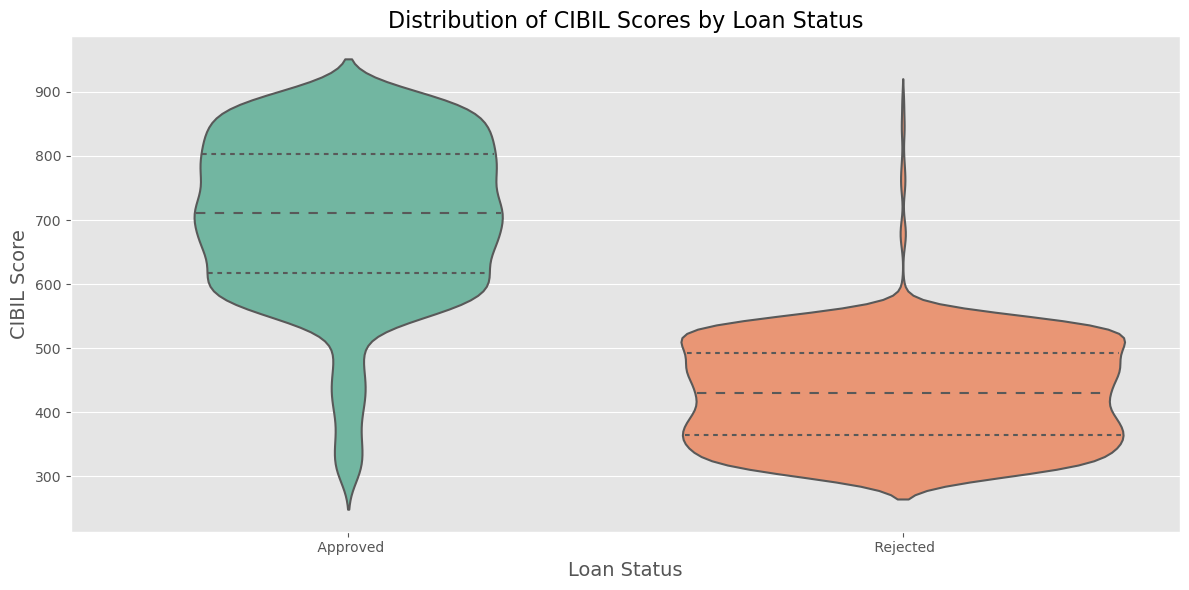 Distribution of CIBIL Scores by Loan Status
CIBIL Score
900
800
700
600
500
400
300
Approved
Rejected
Loan Status